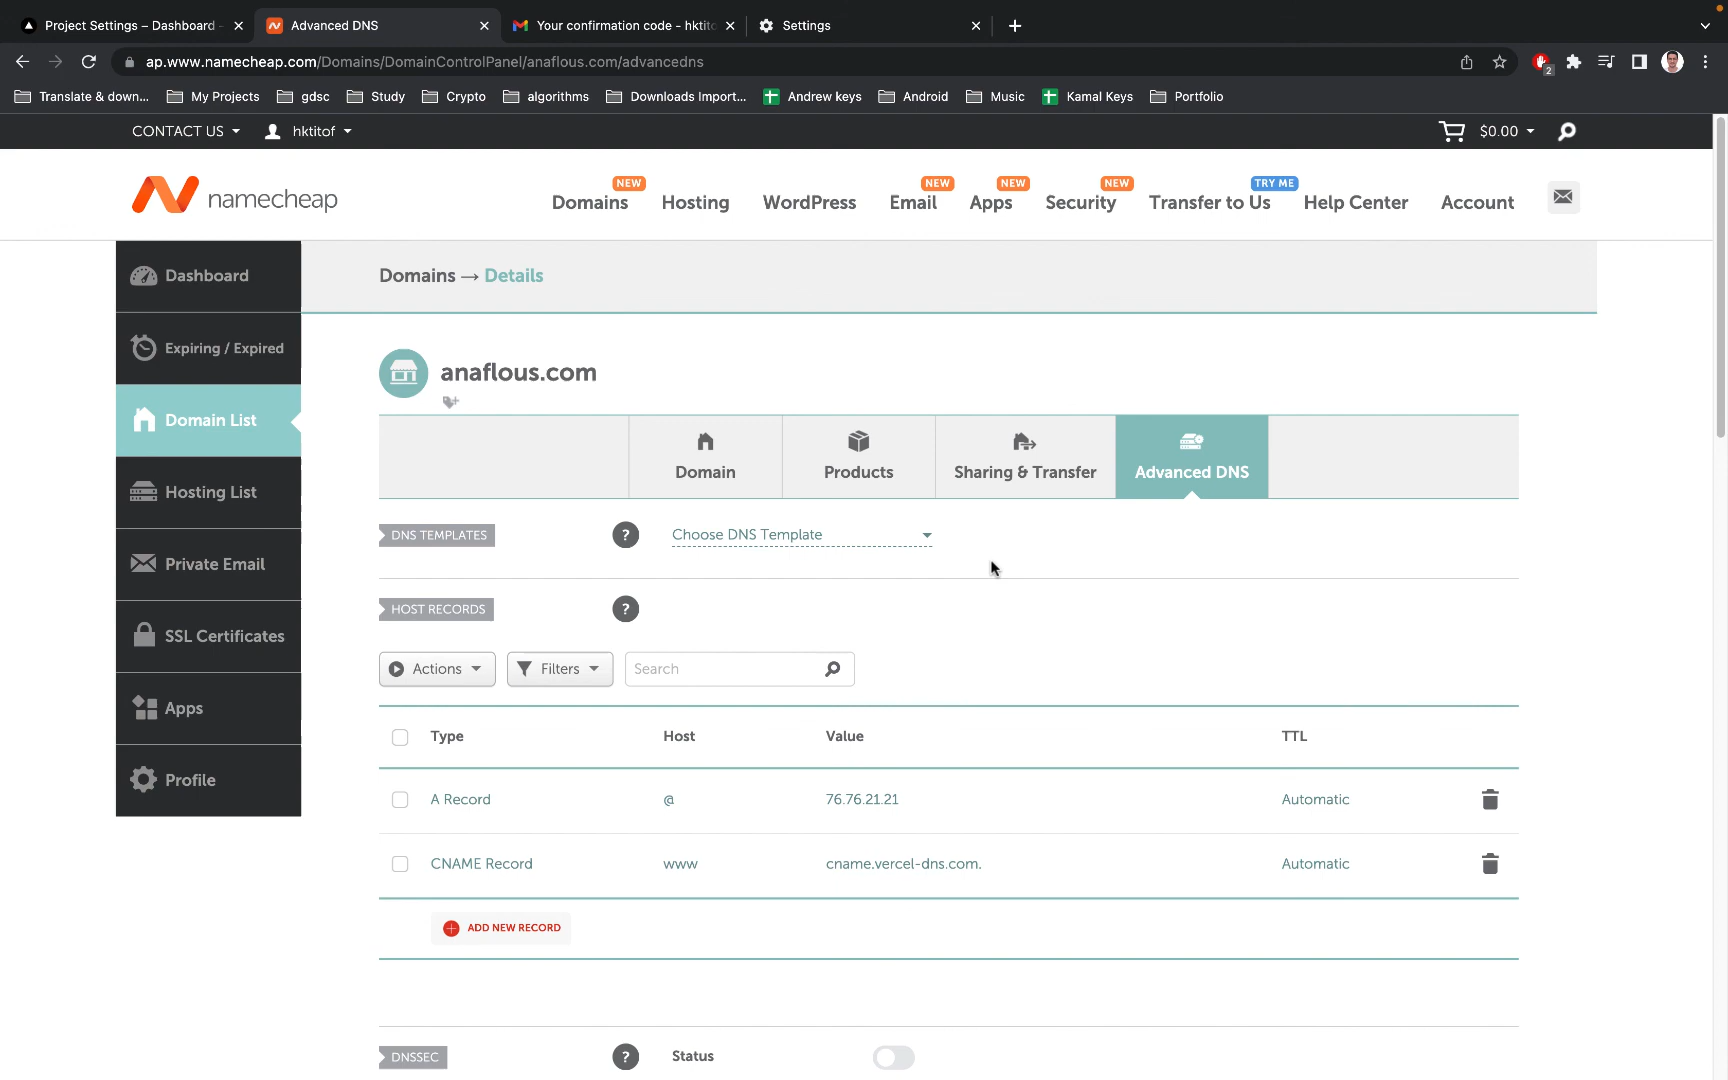 Project Settings – Dashboard -
Advanced DNS
Your confirmation code - hktito
Settings
ap.www.namecheap.com/Domains/DomainControlPanel/anaflous.com/advancedns
2
Translate & down...
My Projects
gdsc
Study
Crypto
algorithms
Downloads Import...
Andrew keys
Android
Music
Kamal Keys
Portfolio
CONTACT US
hktitof
$0.00
namecheap
NEW
Domains
Hosting
WordPress
NEW
Email
NEW
Apps
NEW
Security
TRY ME
Transfer to Us
Help Center
Account
Dashboard
Expiring / Expired
Domain List
Hosting List
Private Email
SSL Certificates
Apps
Profile
Domains → Details
anaflous.com
Domain
Products
Sharing & Transfer
Advanced DNS
DNS TEMPLATES
?
Choose DNS Template
HOST RECORDS
?
Actions
Filters
Search
Type Host Value TTL
A Record @ 76.76.21.21 Automatic
CNAME Record www cname.vercel-dns.com. Automatic
ADD NEW RECORD
DNSSEC
?
Status